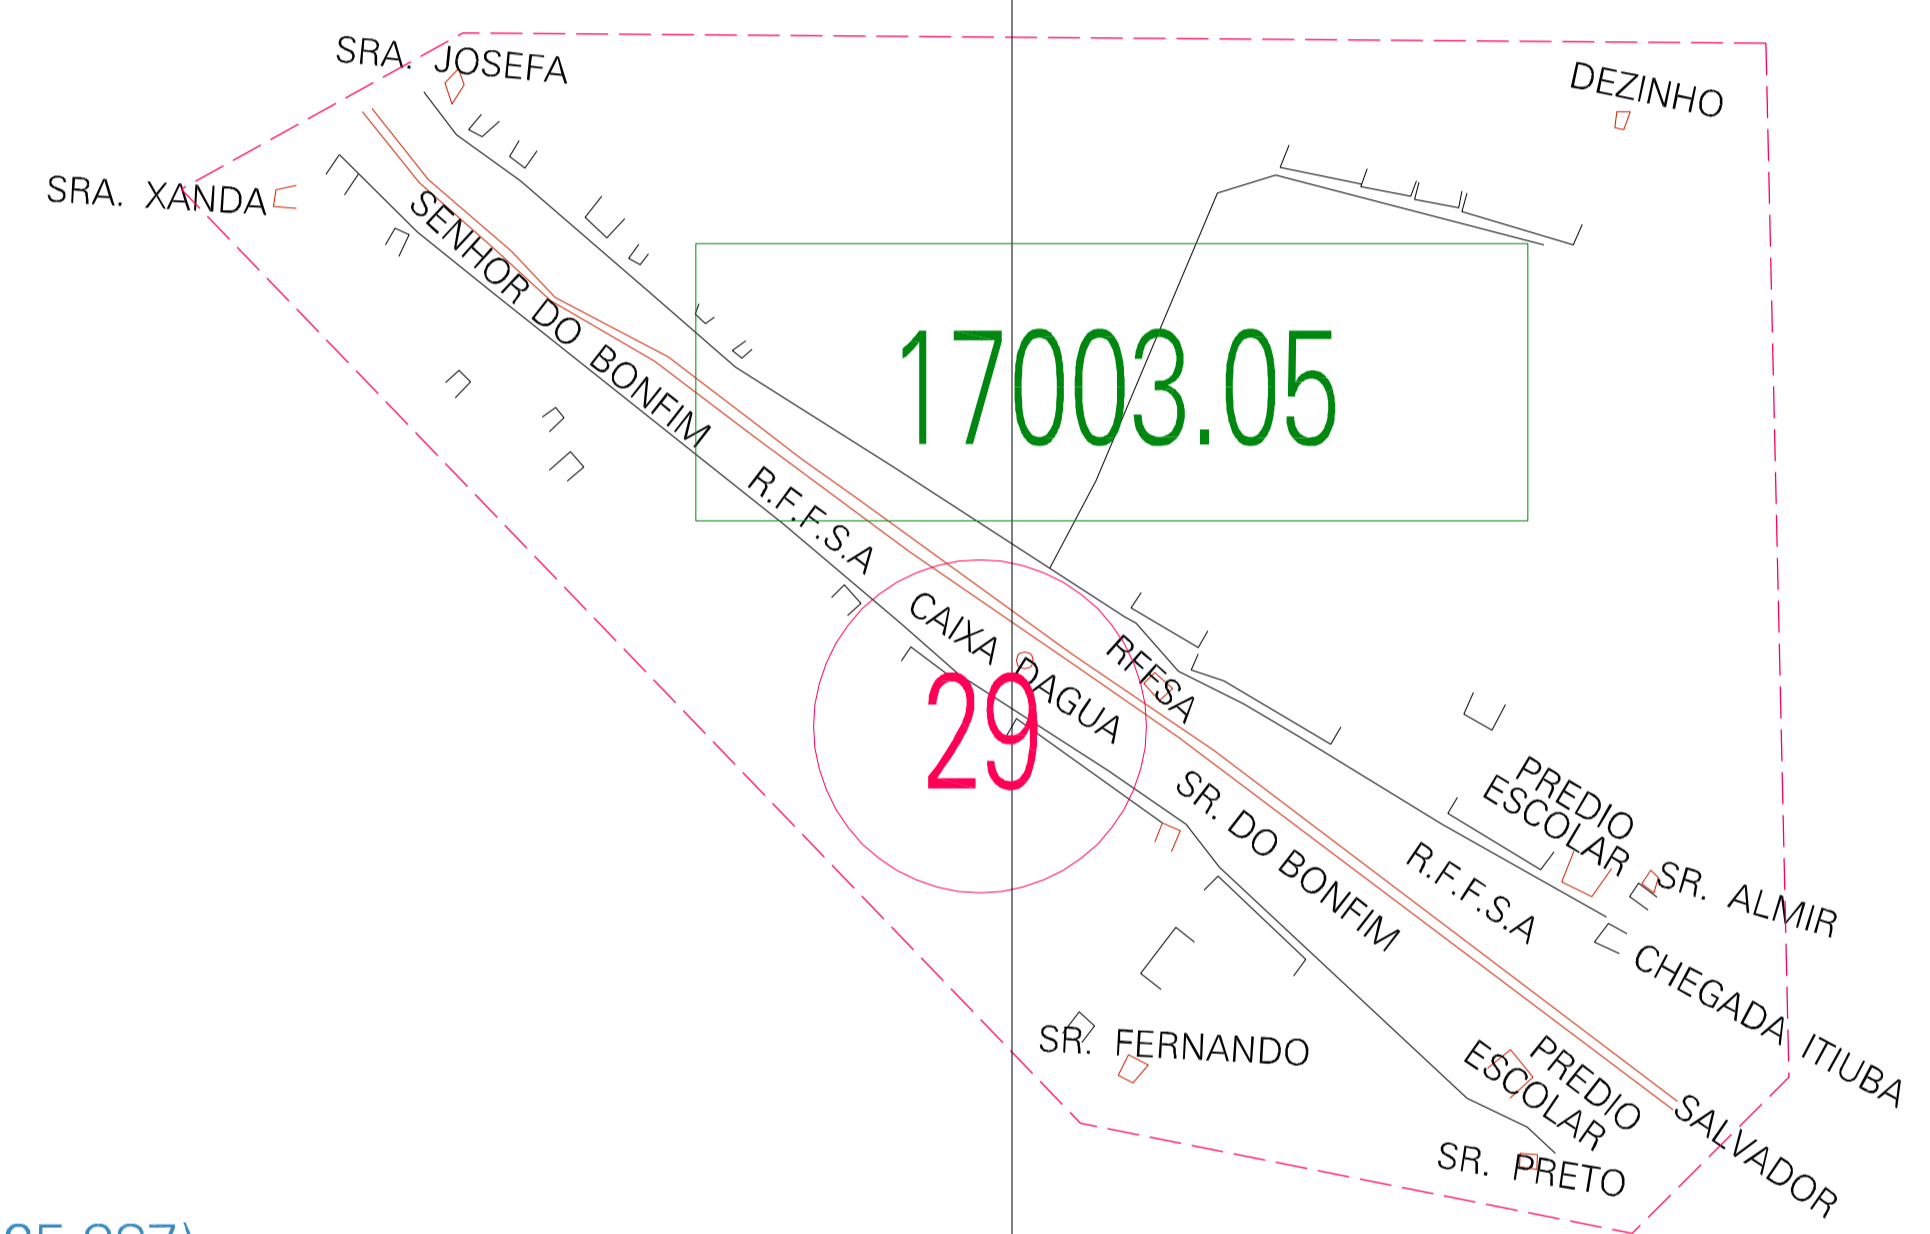 SRA. JOSEFA
DEZINHO
SRA. XANDA
SENHOR DO BONFIM
17003.05
R.F.F.S.A
CAIXA DAGUA
RFFSA
29
SR. DO BONFIM
PREDIO
ESCOLAR
R.F.F.S.A
SR. ALMIR
CHEGADA ITIUBA
SR. FERNANDO
PREDIO
ESCOLAR
SALVADOR
SR. PRETO